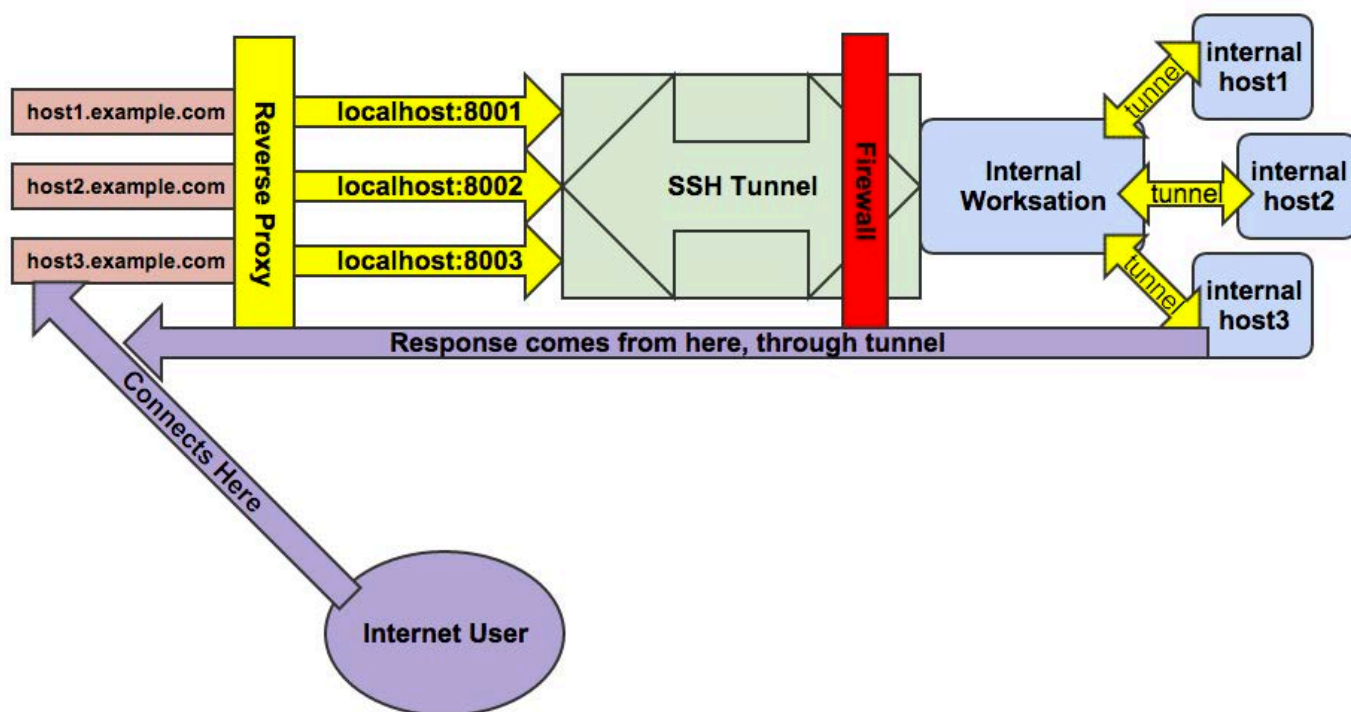 host1.example.com
host2.example.com
host3.example.com
Reverse Proxy
localhost:8001
localhost:8002
localhost:8003
SSH Tunnel
Firewall
Internal
Worksation
tunnel
tunnel
tunnel
internal
host1
internal
host2
internal
host3
Response comes from here, through tunnel
Connects Here
Internet User